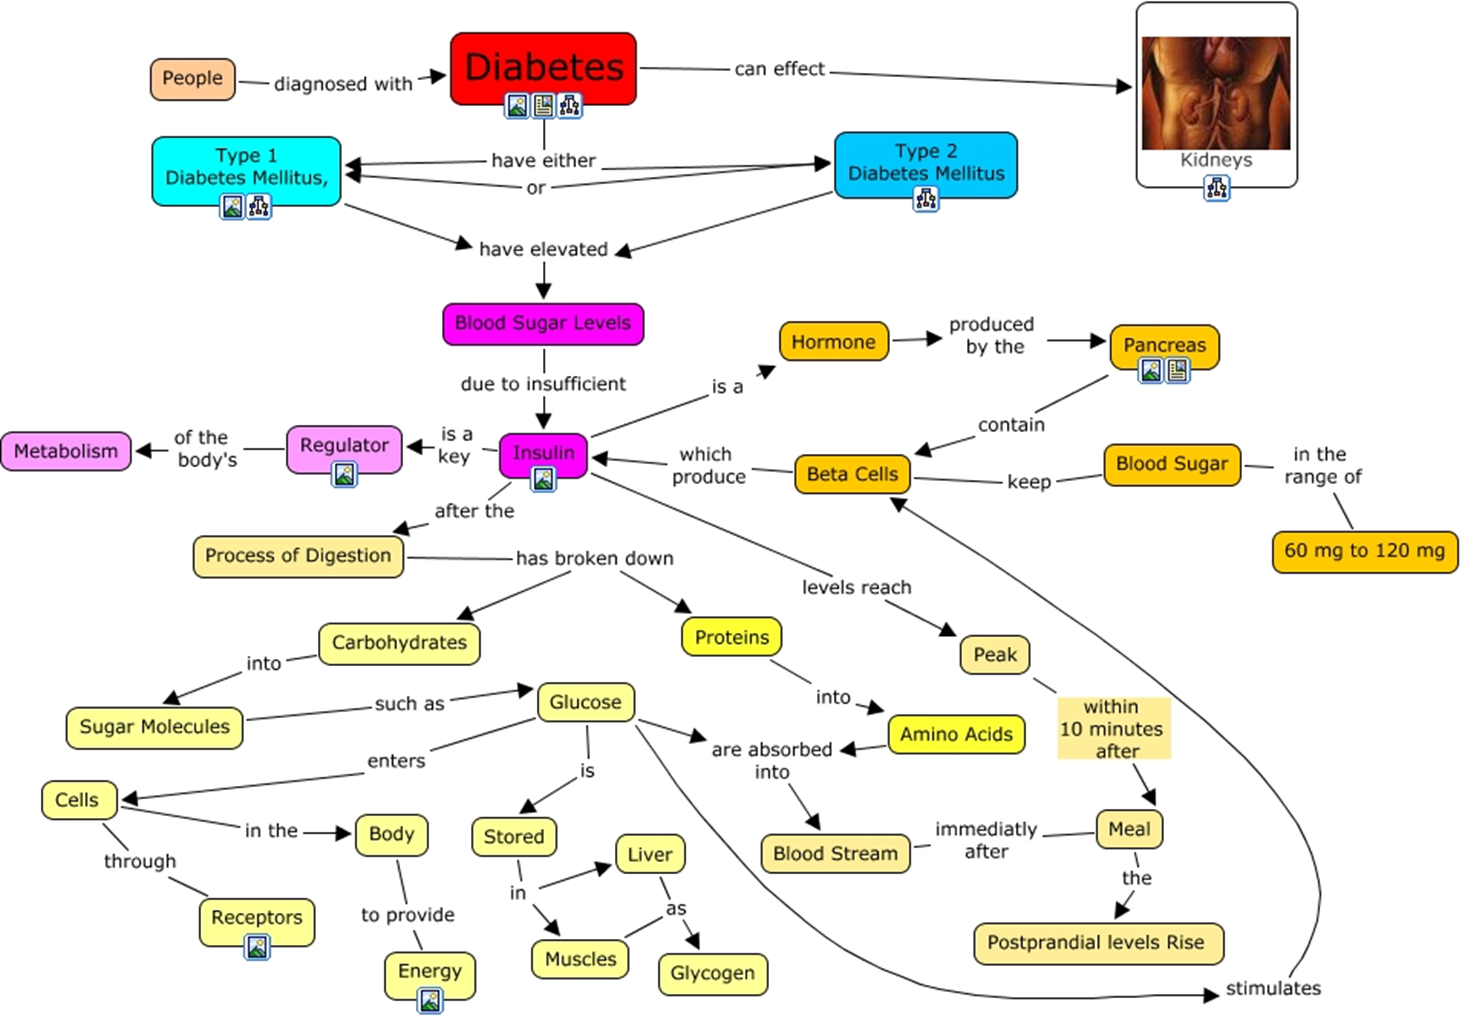 People
diagnosed with
Diabetes
can effect
Kidneys
Type 1
Diabetes Mellitus,
have either
or
Type 2
Diabetes Mellitus
have elevated
Blood Sugar Levels
due to insufficient
Hormone
produced
by the
Pancreas
is a
contain
Metabolism
of the
body's
Regulator
is a
key
Insulin
which
produce
Beta Cells
keep
Blood Sugar
in the
range of
60 mg to 120 mg
after the
Process of Digestion
has broken down
levels reach
Carbohydrates
Proteins
Peak
into
into
Sugar Molecules
such as
Glucose
Amino Acids
within
10 minutes
after
are absorbed
into
enters
is
Cells
in the
Body
Stored
Liver
Blood Stream
immediatly
after
Meal
through
in
the
as
Receptors
to provide
Muscles
Glycogen
Postprandial levels Rise
Energy
stimulates